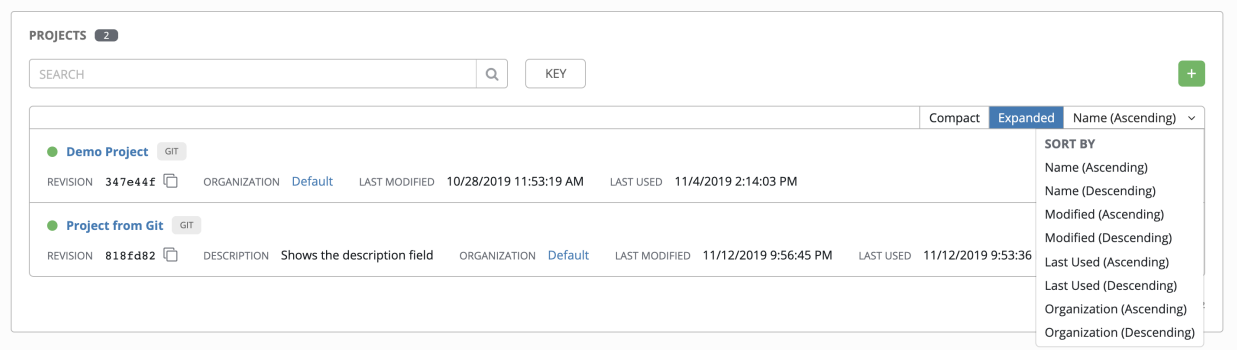 PROJECTS 2
SEARCH KEY +
Compact Expanded Name (Ascending)
Demo Project GIT
REVISION 347e44f ORGANIZATION Default LAST MODIFIED 10/28/2019 11:53:19 AM LAST USED 11/4/2019 2:14:03 PM
Project from Git GIT
REVISION 818fd82 DESCRIPTION Shows the description field ORGANIZATION Default LAST MODIFIED 11/12/2019 9:56:45 PM LAST USED 11/12/2019 9:53:36
SORT BY
Name (Ascending)
Name (Descending)
Modified (Ascending)
Modified (Descending)
Last Used (Ascending)
Last Used (Descending)
Organization (Ascending)
Organization (Descending)